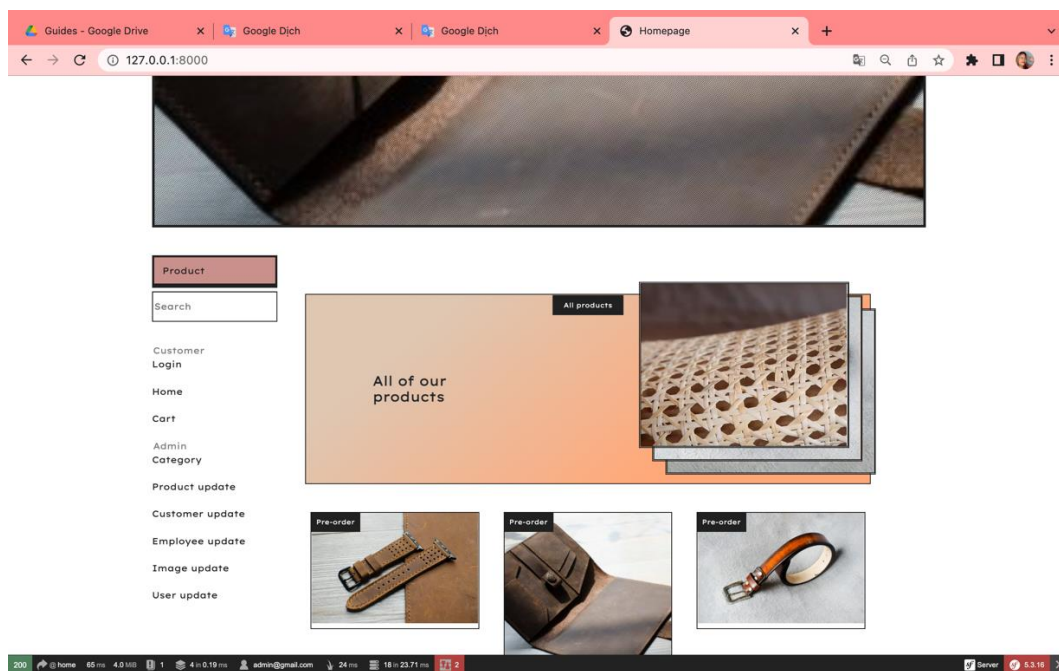 Guides - Google Drive
Google Dịch
Google Dịch
Homepage
127.0.0.1:8000
Product
Search
Customer
Login
Home
Cart
Admin
Category
Product update
Customer update
Employee update
Image update
User update
All products
All of our
products
Pre-order
Pre-order
Pre-order
200 @ home 65 ms 4.0 MiB 1 4 in 0.19 ms admin@gmail.com 24 ms 16 in 23.71 ms 2 Server 5.3.16